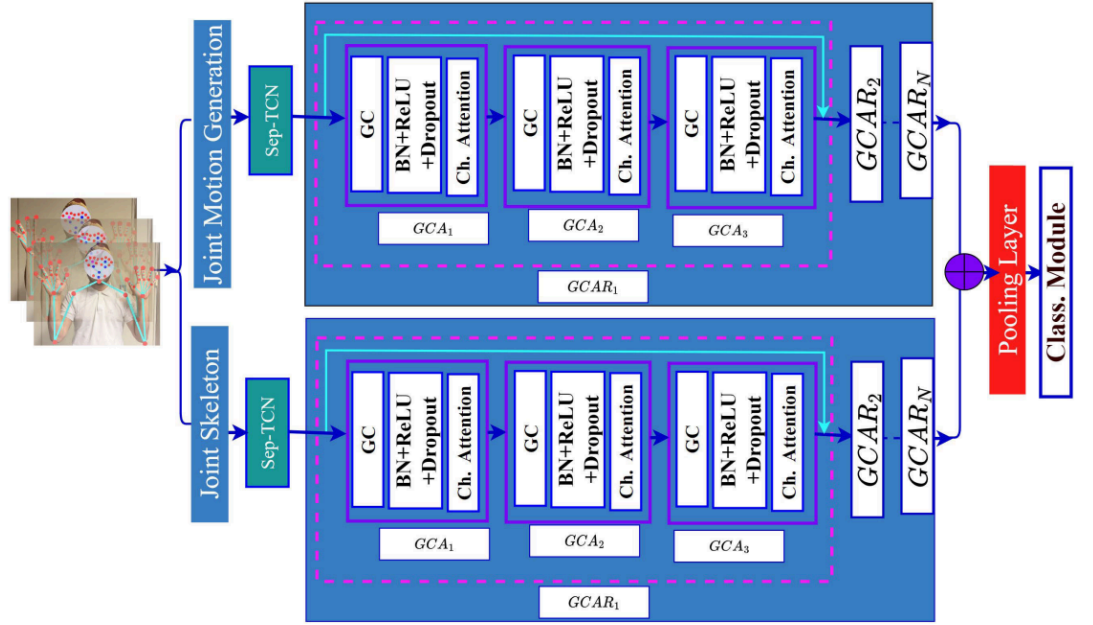 Joint Motion Generation
Sep-TCN
GC
BN+ReLU
+Dropout
Ch. Attention
GCA₁
GC
BN+ReLU
+Dropout
Ch. Attention
GCA₂
GC
BN+ReLU
+Dropout
Ch. Attention
GCA₃
GCAR₁
GCAR₂
GCAR_N
Joint Skeleton
Sep-TCN
GC
BN+ReLU
+Dropout
Ch. Attention
GCA₁
GC
BN+ReLU
+Dropout
Ch. Attention
GCA₂
GC
BN+ReLU
+Dropout
Ch. Attention
GCA₃
GCAR₁
GCAR₂
GCAR_N
Pooling Layer
Class. Module